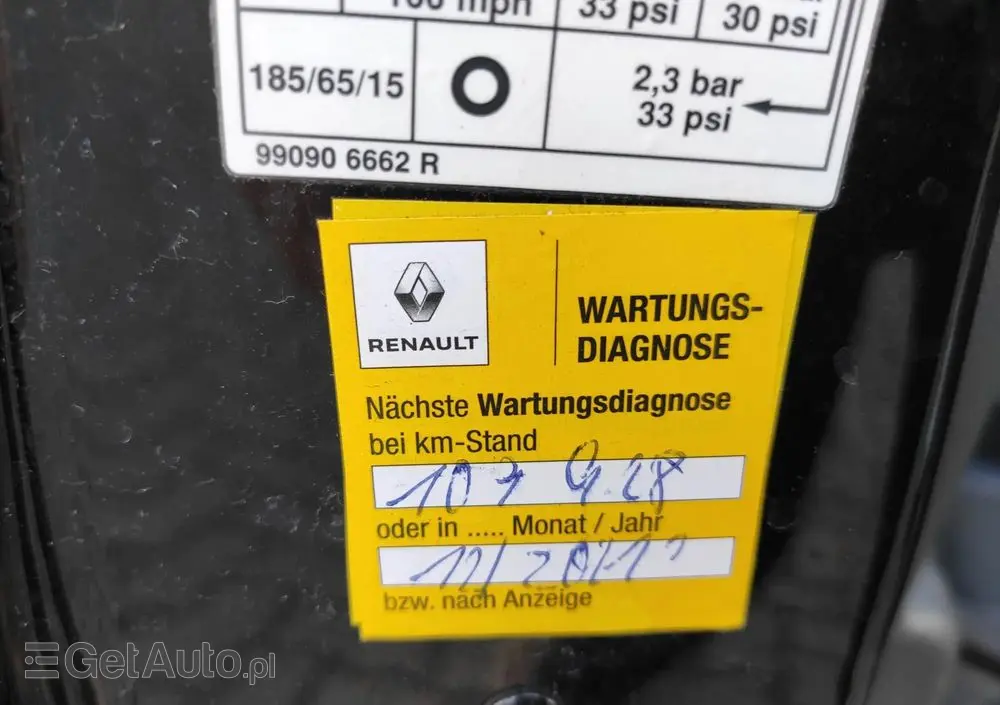 160 mph 33 psi 30 psi
185/65/15 2,3 bar
33 psi
99090 6662 R
RENAULT
WARTUNGS-
DIAGNOSE
Nächste Wartungsdiagnose
bei km-Stand
oder in ..... Monat / Jahr
bzw. nach Anzeige
GetAuto.pl